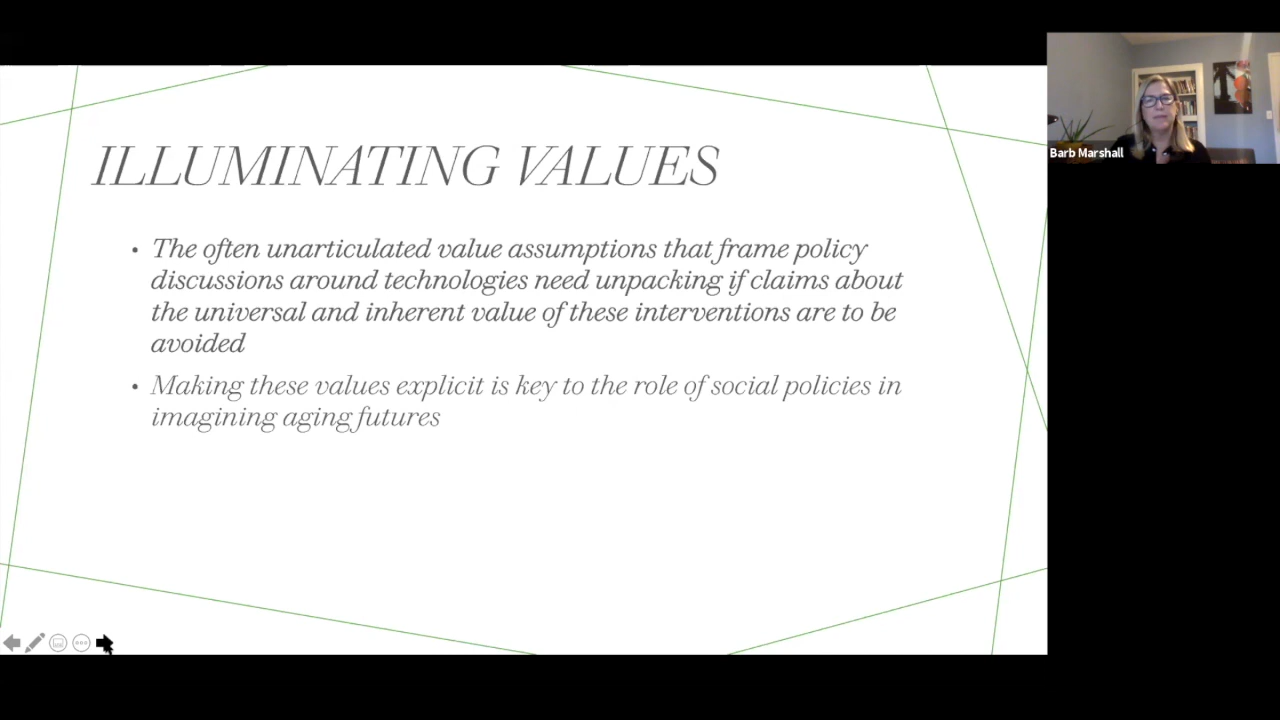 ILLUMINATING VALUES
• The often unarticulated value assumptions that frame policy
discussions around technologies need unpacking if claims about
the universal and inherent value of these interventions are to be
avoided
• Making these values explicit is key to the role of social policies in
imagining aging futures
Barb Marshall